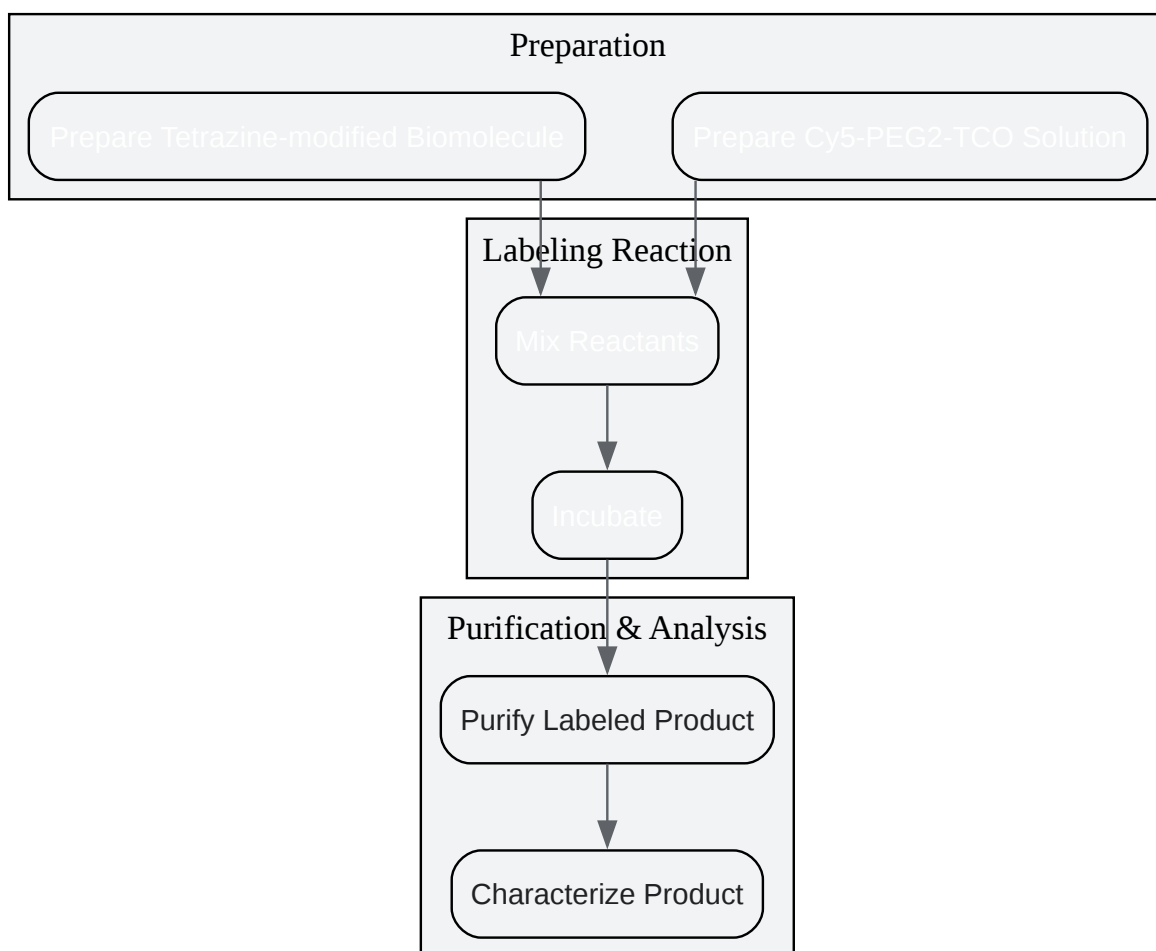 Preparation
Prepare Tetrazine-modified Biomolecule
Prepare Cy5-PEG2-TCO Solution
Labeling Reaction
Mix Reactants
Incubate
Purification & Analysis
Purify Labeled Product
Characterize Product